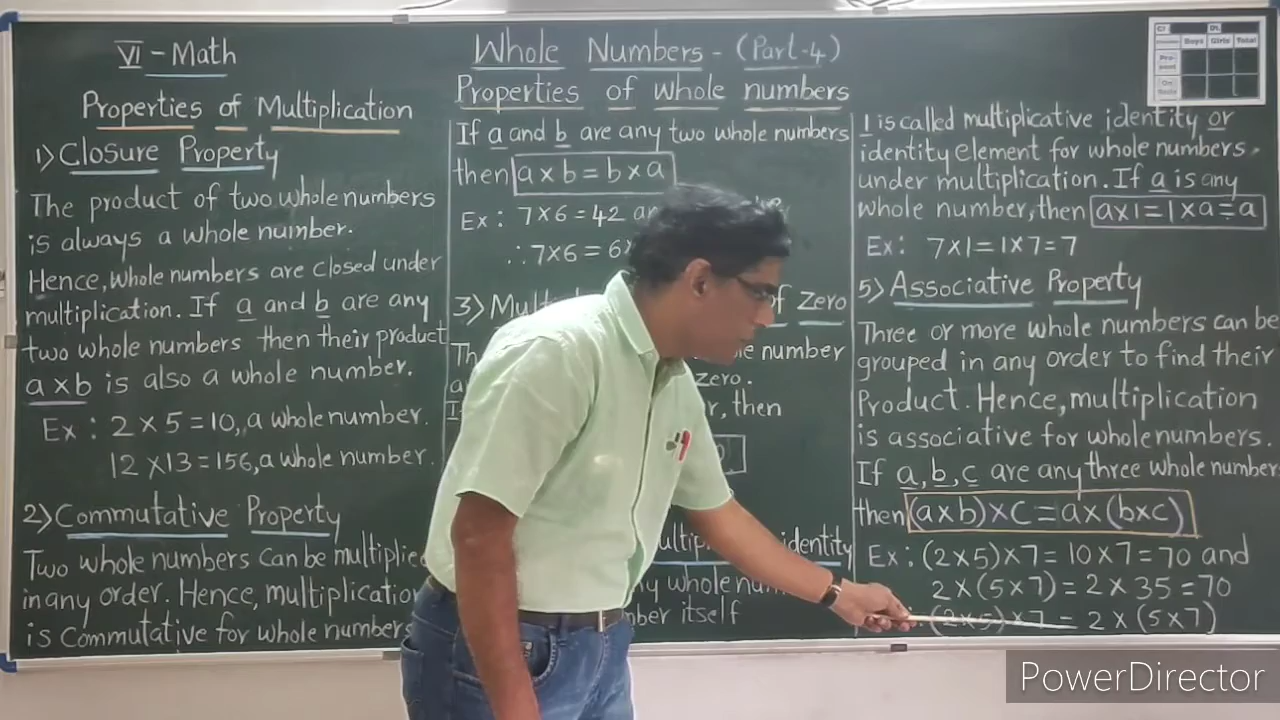 VI - Math
Properties of Multiplication
1) Closure Property
The product of two whole numbers
is always a whole number.
Hence, whole numbers are closed under
multiplication. If a and b are any
two whole numbers then their product
a x b is also a whole number.
Ex : 2 × 5 = 10, a whole number.
12 × 13 = 156, a whole number.
2) Commutative Property
Two whole numbers can be multiplie
in any order. Hence, multiplication
is commutative for whole numbers
Whole Numbers - (Part-4)
Properties of whole numbers
If a and b are any two whole numbers
then a × b = b × a
Ex : 7 × 6 = 42
∴ 7 × 6 = 6
3) of Zero
number
zero.
then
identity
whole
itself
1 is called multiplicative identity or
identity element for whole numbers
under multiplication. If a is any
whole number, then a×1 = 1×a = a
Ex : 7×1 = 1×7 = 7
5) Associative Property
Three or more whole numbers can be
grouped in any order to find their
Product. Hence, multiplication
is associative for whole numbers.
If a, b, c are any three whole number
then (a×b)×c = a×(b×c)
Ex : (2×5)×7 = 10×7 = 70 and
2×(5×7) = 2×35 = 70
(2×5)×7 = 2×(5×7)
Boys Girls Total
PowerDirector